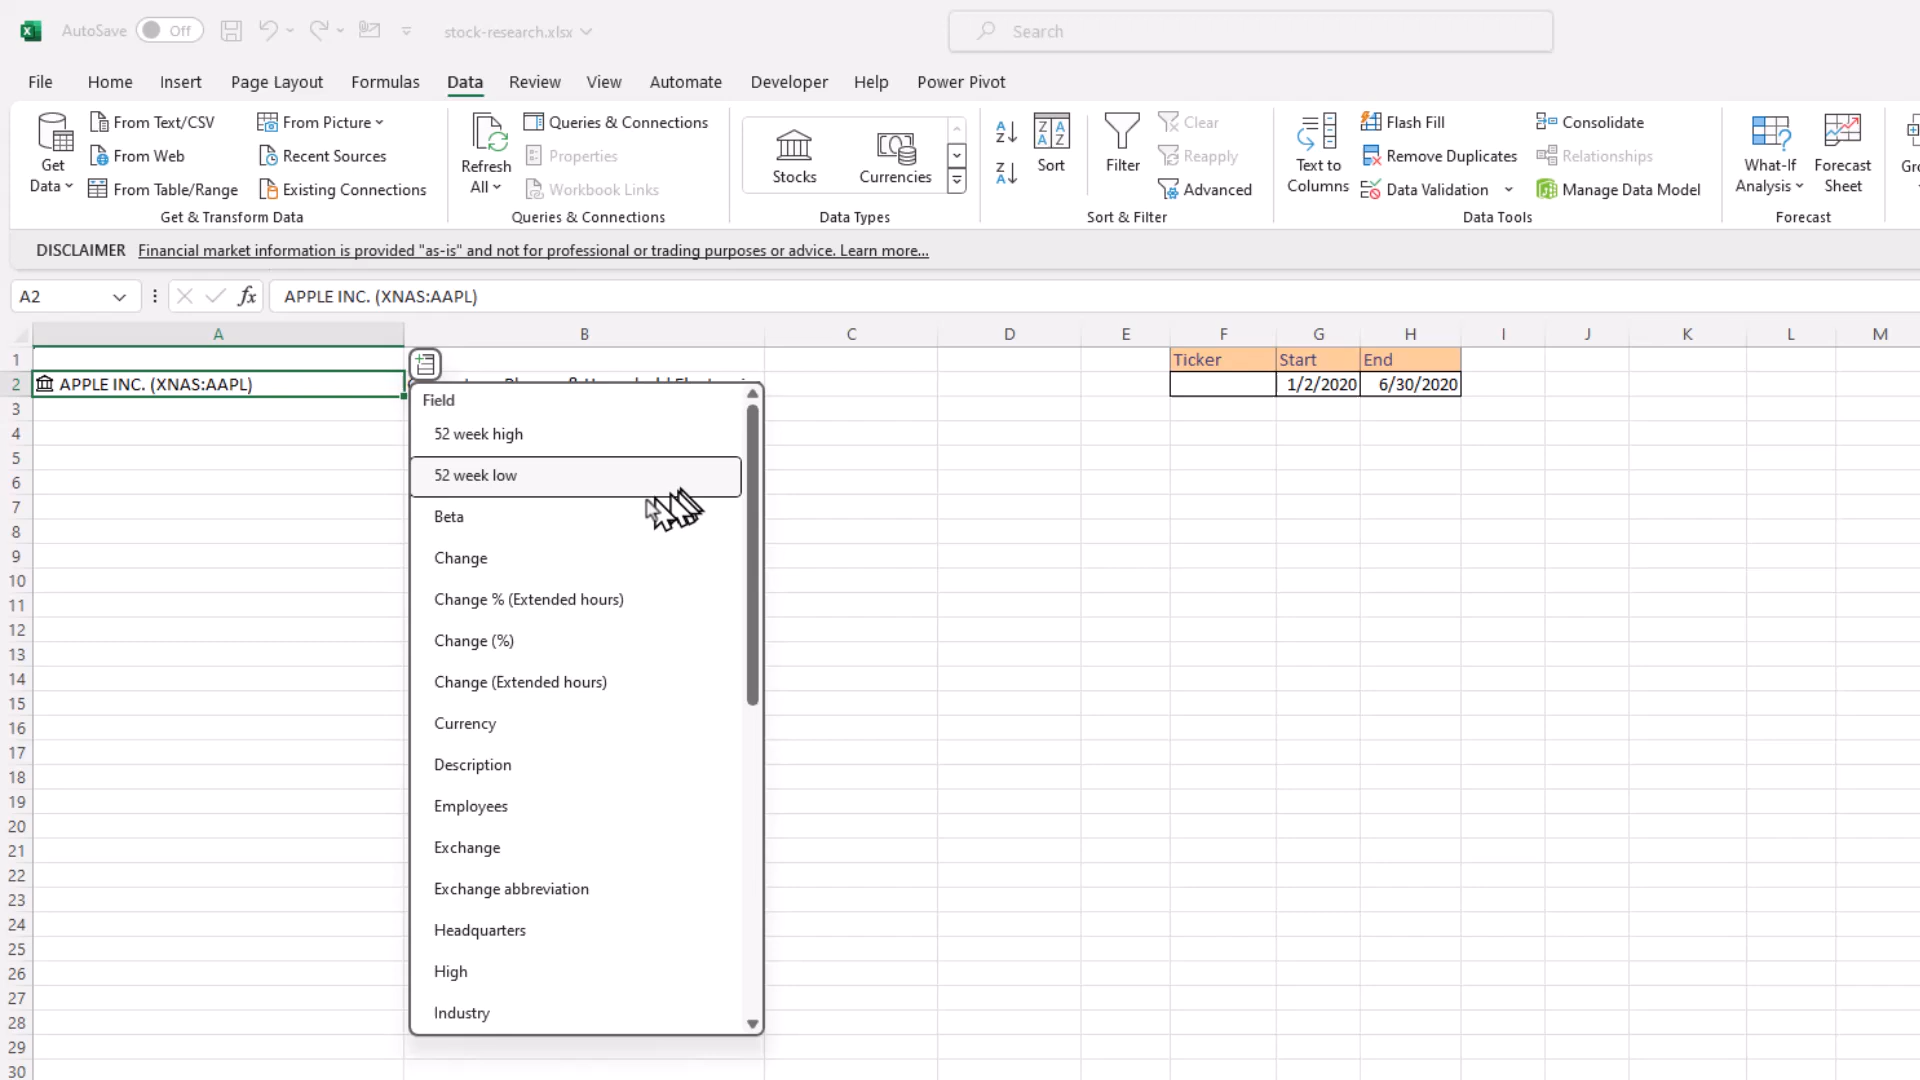 AutoSave Off stock-research.xlsx Search
File Home Insert Page Layout Formulas Data Review View Automate Developer Help Power Pivot
Get Data
From Text/CSV
From Web
From Table/Range
From Picture
Recent Sources
Existing Connections
Get & Transform Data
Refresh All
Queries & Connections
Properties
Workbook Links
Queries & Connections
Stocks
Currencies
Data Types
Sort
Filter
Clear
Reapply
Advanced
Sort & Filter
Text to Columns
Flash Fill
Remove Duplicates
Data Validation
Consolidate
Relationships
Manage Data Model
Data Tools
What-If Analysis
Forecast Sheet
Forecast
DISCLAIMER Financial market information is provided "as-is" and not for professional or trading purposes or advice. Learn more...
A2 fx APPLE INC. (XNAS:AAPL)
A B C D E F G H I J K L M
1 Ticker Start End
2 APPLE INC. (XNAS:AAPL) 1/2/2020 6/30/2020
3
4
5
6
7
8
9
10
11
12
13
14
15
16
17
18
19
20
21
22
23
24
25
26
27
28
29
30
Field
52 week high
52 week low
Beta
Change
Change % (Extended hours)
Change (%)
Change (Extended hours)
Currency
Description
Employees
Exchange
Exchange abbreviation
Headquarters
High
Industry